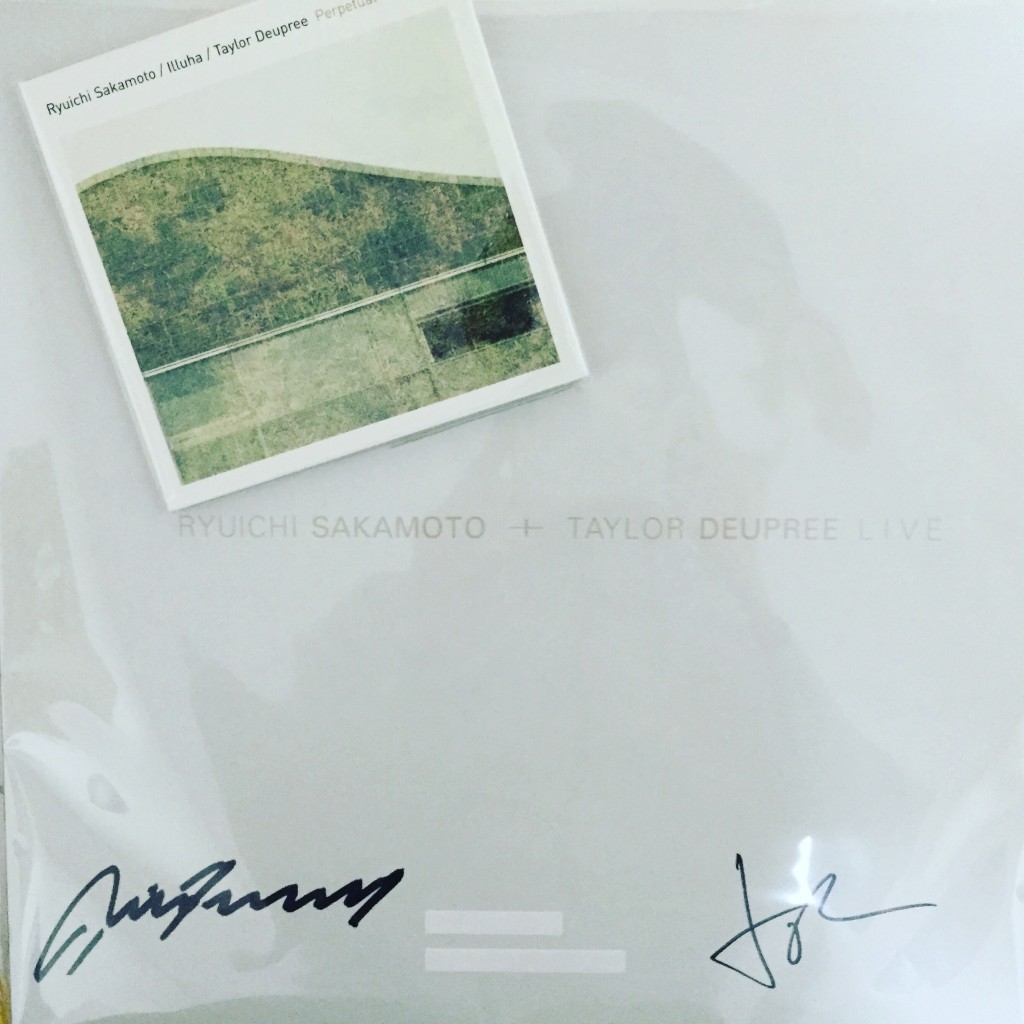 Ryuichi Sakamoto / Illuha / Taylor Deupree Perpetual
RYUICHI SAKAMOTO + TAYLOR DEUPREE LIVE